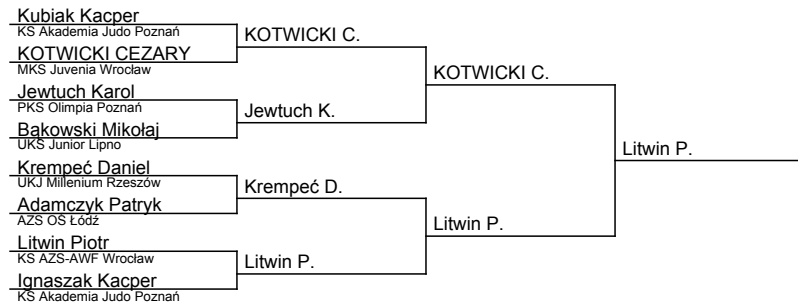 Kubiak Kacper
KS Akademia Judo Poznań
KOTWICKI CEZARY
MKS Juvenia Wrocław
Jewtuch Karol
PKS Olimpia Poznań
Bąkowski Mikołaj
UKS Junior Lipno
Krempeć Daniel
UKJ Millenium Rzeszów
Adamczyk Patryk
AZS OŚ Łódź
Litwin Piotr
KS AZS-AWF Wrocław
Ignaszak Kacper
KS Akademia Judo Poznań
KOTWICKI C.
Jewtuch K.
Krempeć D.
Litwin P.
KOTWICKI C.
Litwin P.
Litwin P.